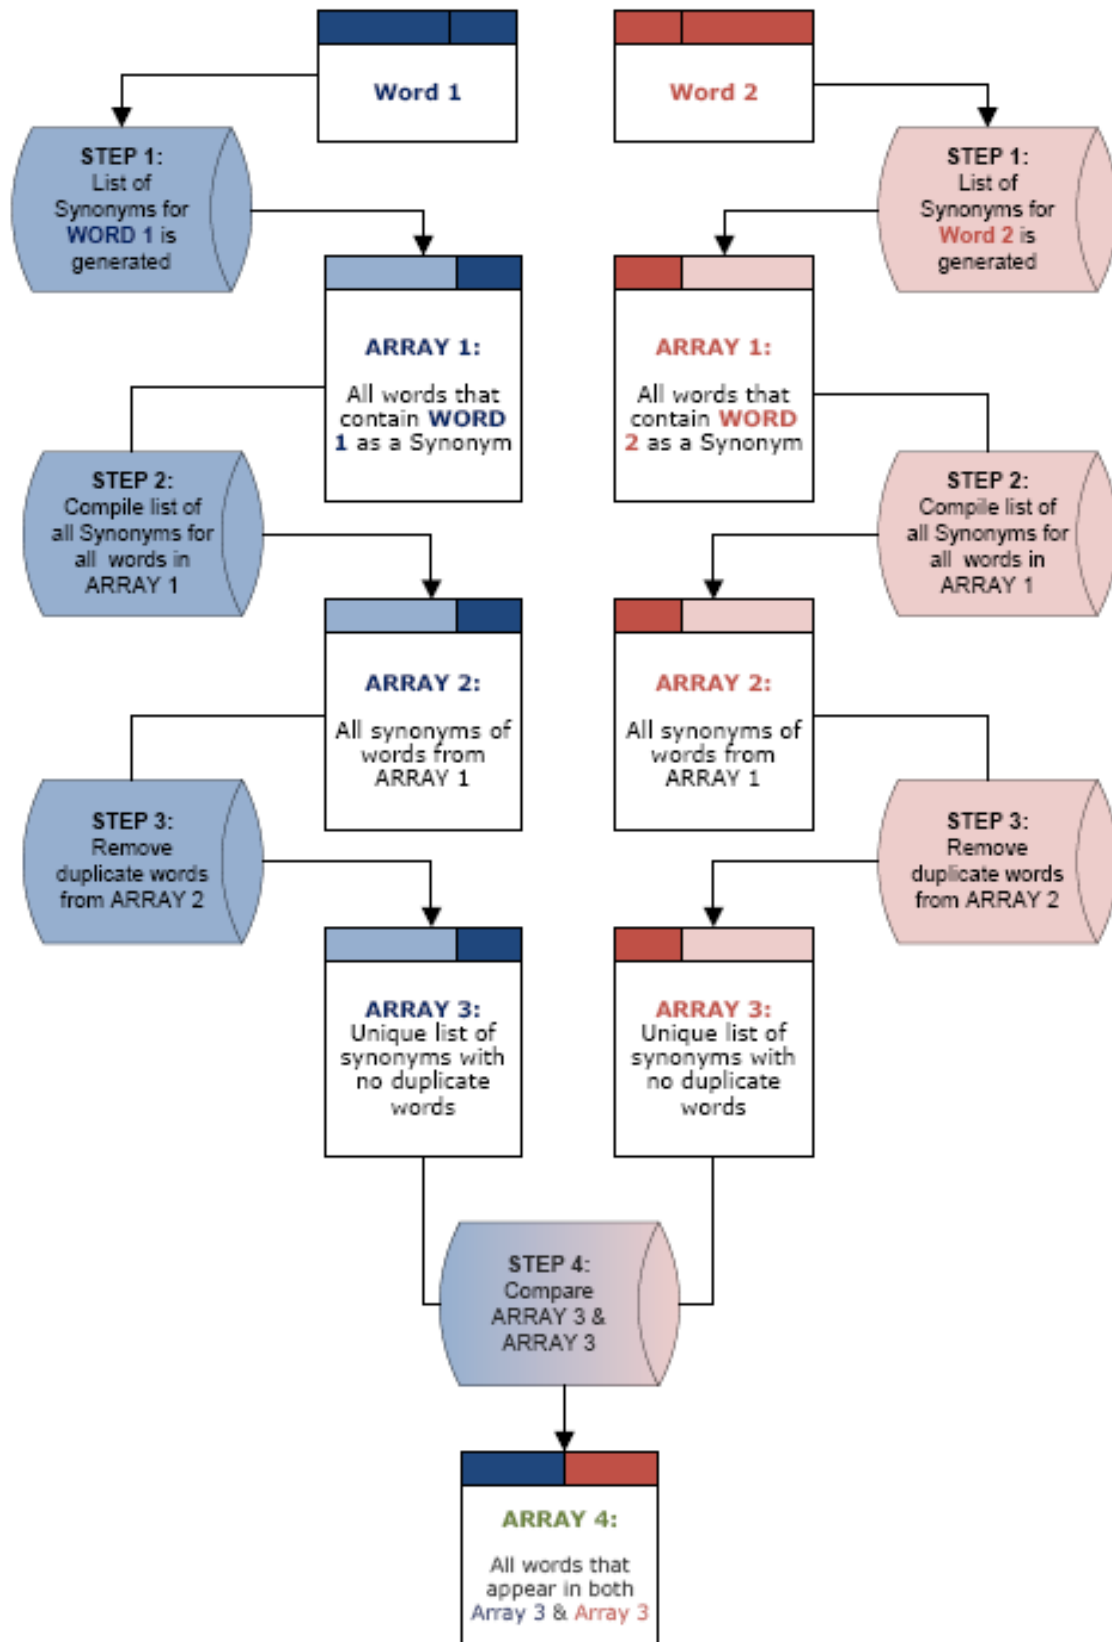 Word 1
Word 2
STEP 1:
List of
Synonyms for
WORD 1 is
generated
STEP 1:
List of
Synonyms for
Word 2 is
generated
ARRAY 1:
All words that
contain WORD
1 as a Synonym
ARRAY 1:
All words that
contain WORD
2 as a Synonym
STEP 2:
Compile list of
all Synonyms for
all words in
ARRAY 1
STEP 2:
Compile list of
all Synonyms for
all words in
ARRAY 1
ARRAY 2:
All synonyms of
words from
ARRAY 1
ARRAY 2:
All synonyms of
words from
ARRAY 1
STEP 3:
Remove
duplicate words
from ARRAY 2
STEP 3:
Remove
duplicate words
from ARRAY 2
ARRAY 3:
Unique list of
synonyms with
no duplicate
words
ARRAY 3:
Unique list of
synonyms with
no duplicate
words
STEP 4:
Compare
ARRAY 3 &
ARRAY 3
ARRAY 4:
All words that
appear in both
Array 3 & Array 3